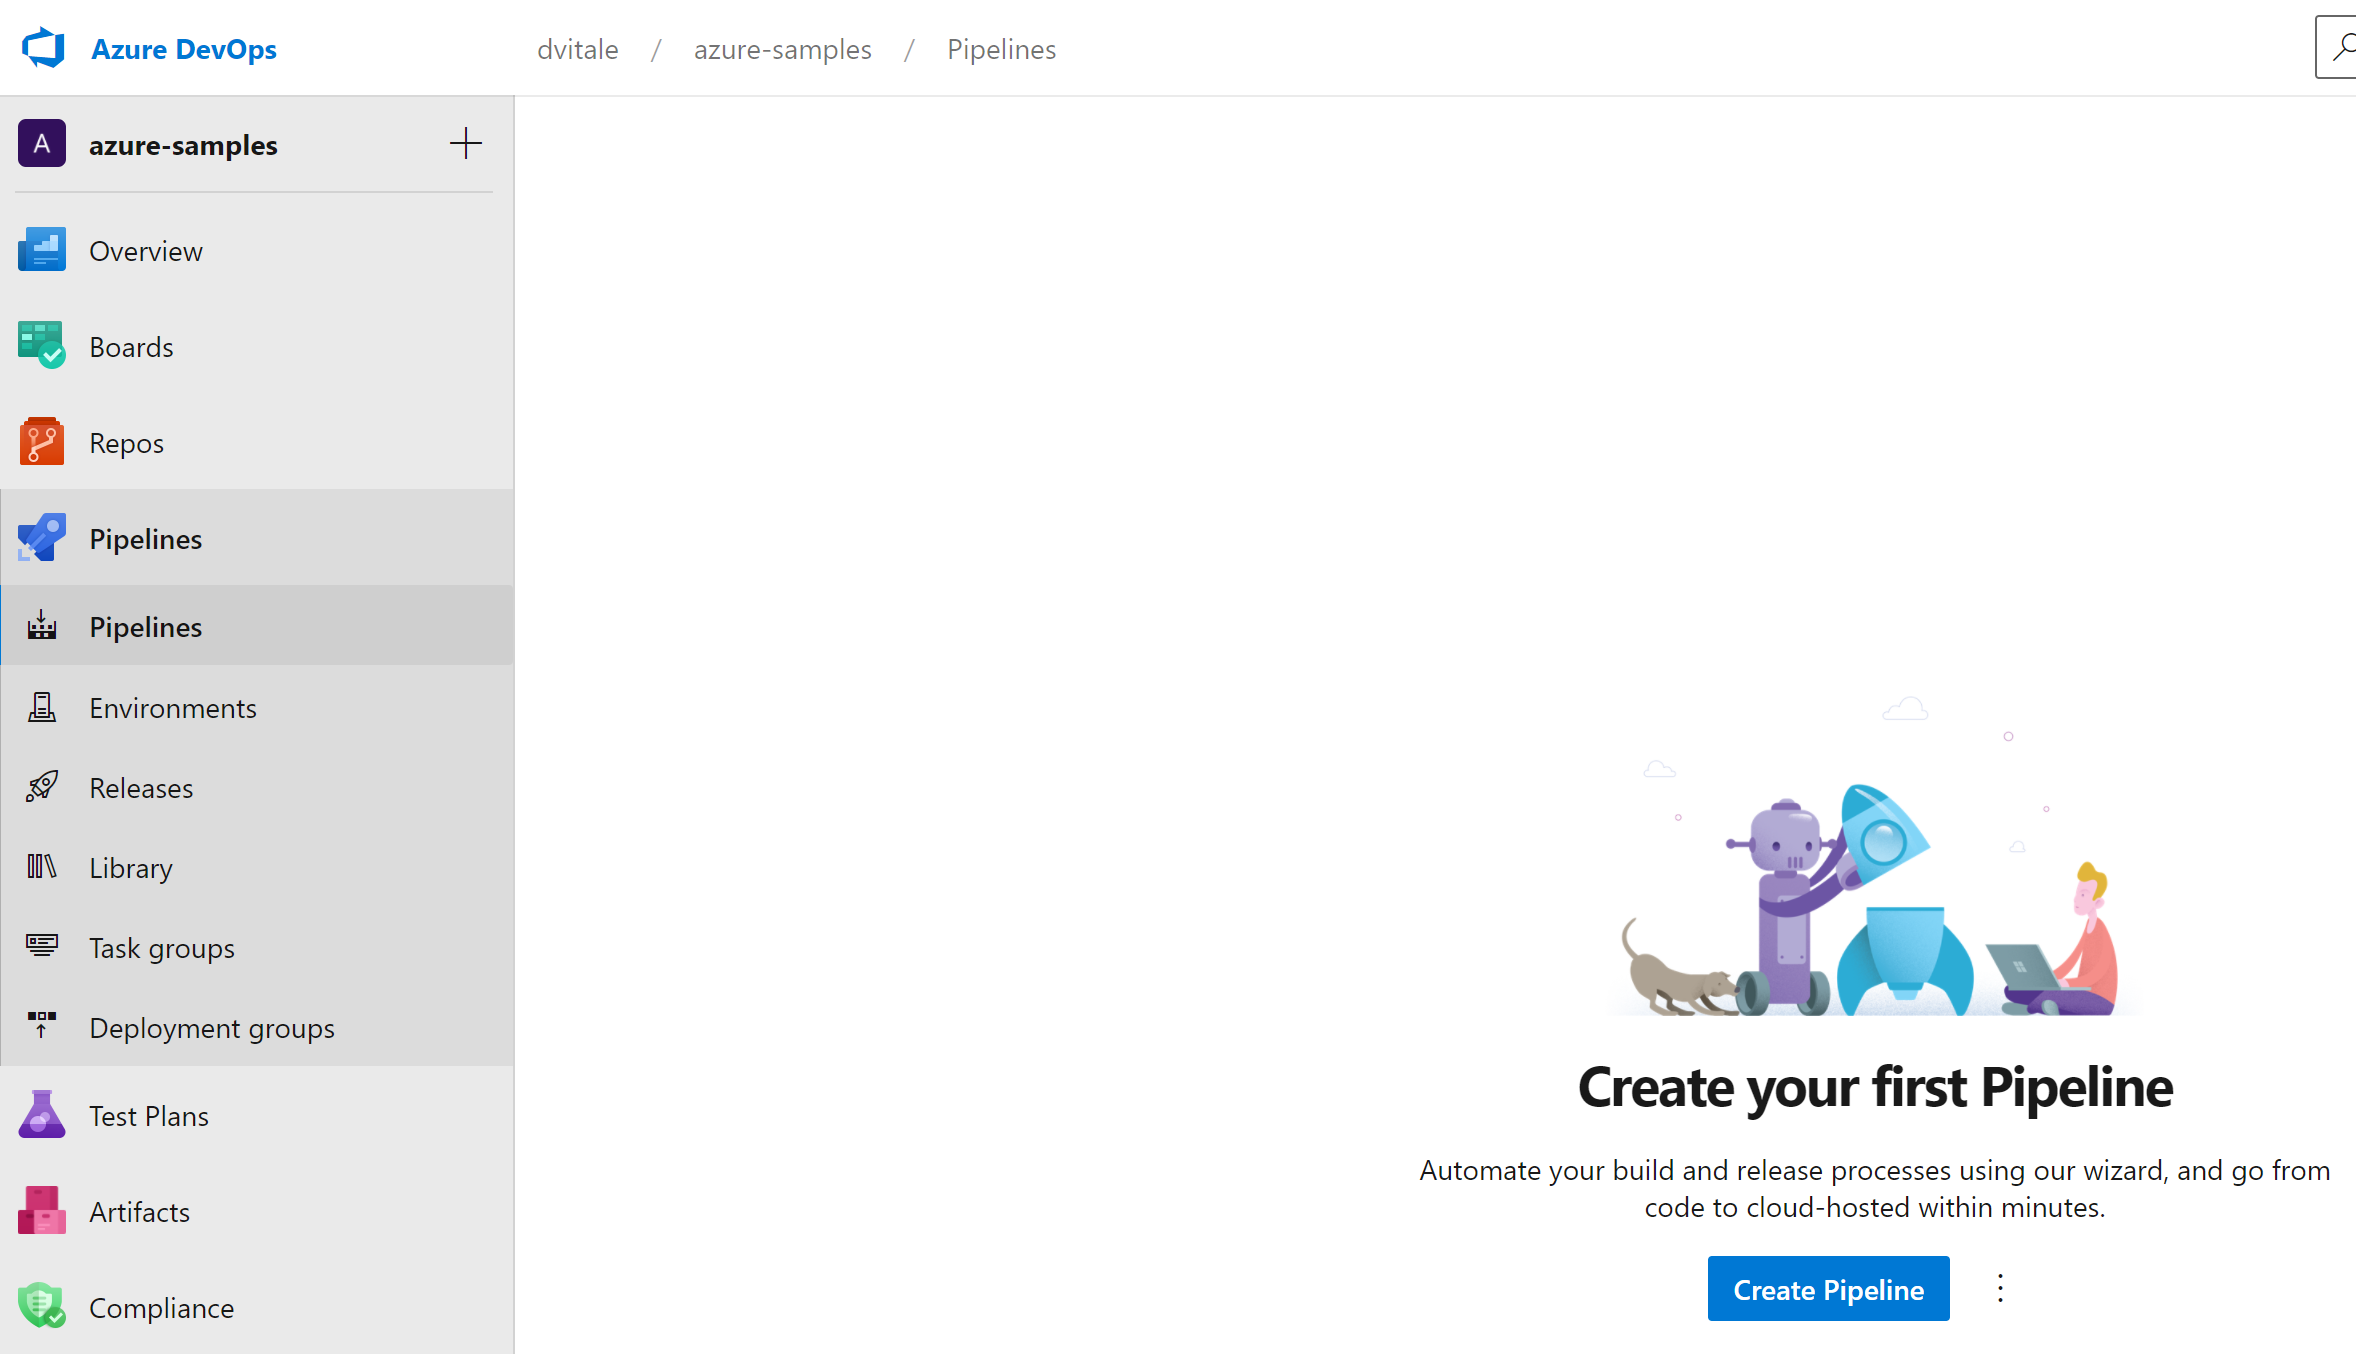 Azure DevOps
dvitale / azure-samples / Pipelines
A azure-samples
Overview
Boards
Repos
Pipelines
Pipelines
Environments
Releases
Library
Task groups
Deployment groups
Test Plans
Artifacts
Compliance
Create your first Pipeline
Automate your build and release processes using our wizard, and go from
code to cloud-hosted within minutes.
Create Pipeline